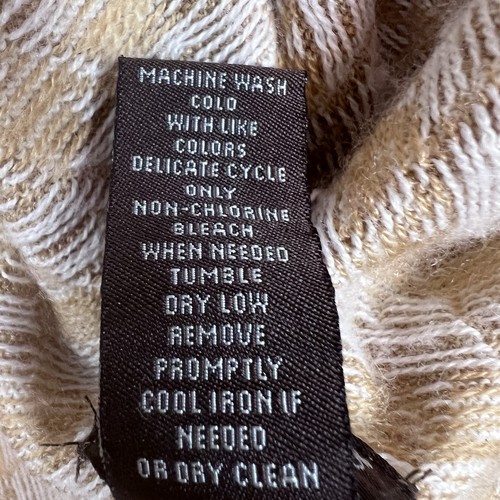 MACHINE WASH
COLD
WITH LIKE
COLORS
DELICATE CYCLE
ONLY
NON-CHLORINE
BLEACH
WHEN NEEDED
TUMBLE
DRY LOW
REMOVE
PROMPTLY
COOL IRON IF
NEEDED
OR DRY CLEAN